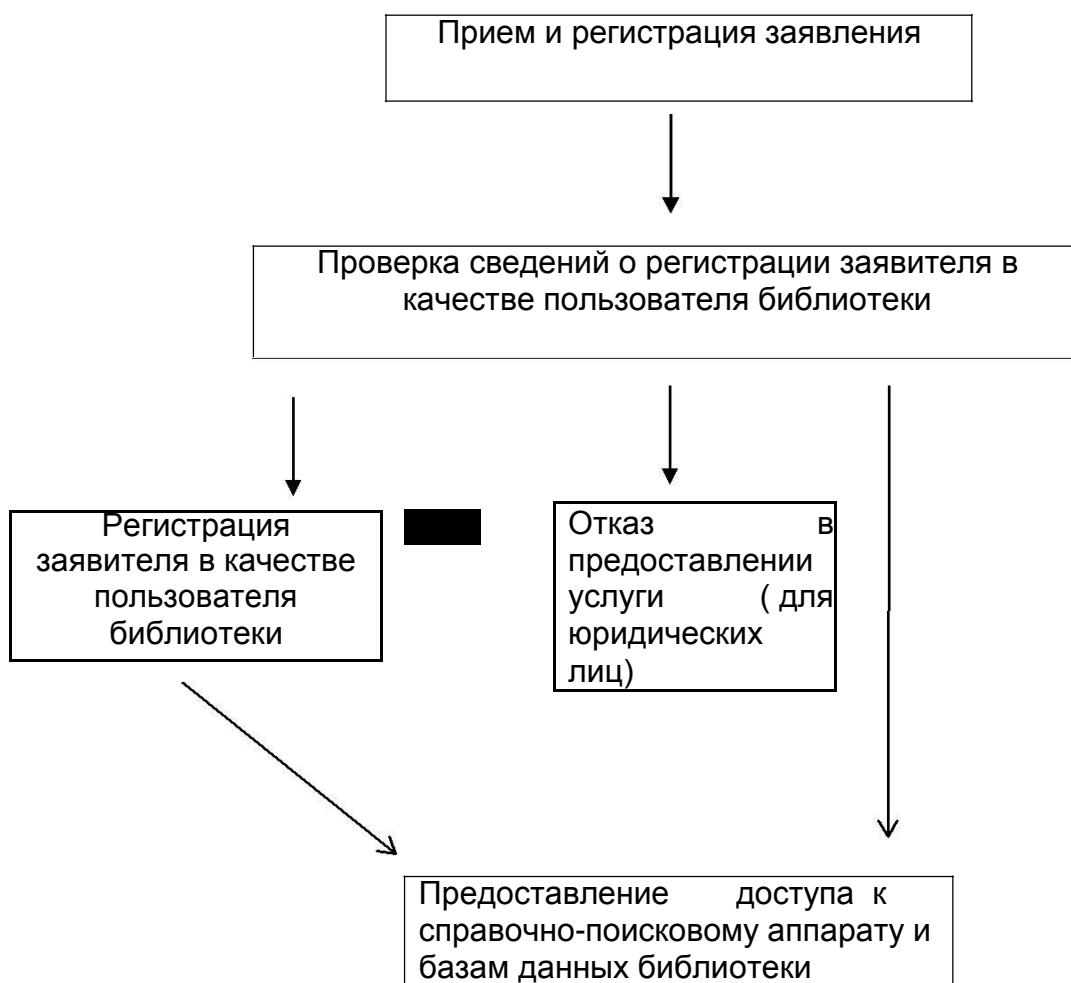 Прием и регистрация заявления
Проверка сведений о регистрации заявителя в
качестве пользователя библиотеки
Регистрация
заявителя в качестве
пользователя
библиотеки
Отказ в
предоставлении
услуги ( для
юридических
лиц)
Предоставление доступа к
справочно-поисковому аппарату и
базам данных библиотеки